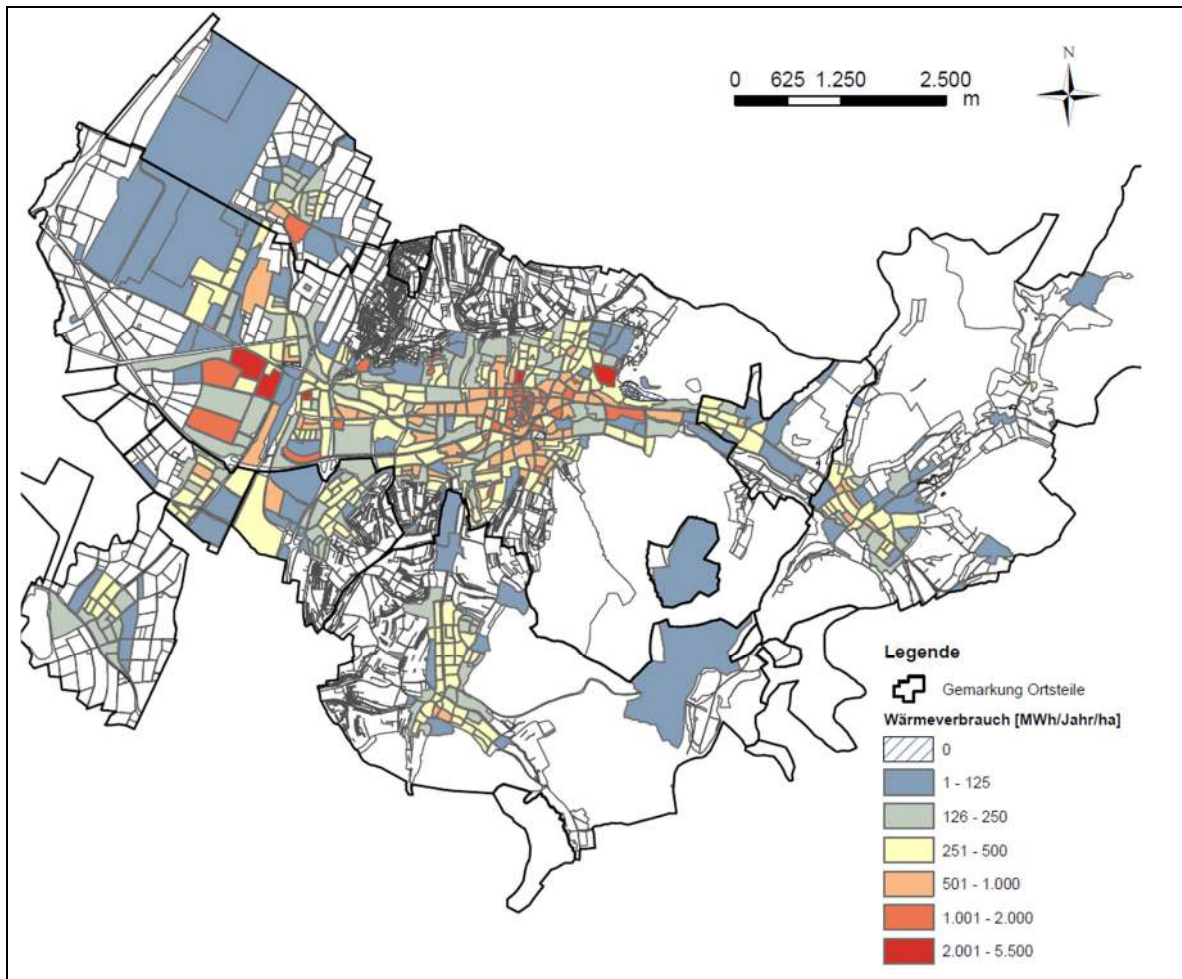 N
0 625 1.250 2.500
m
Legende
Gemarkung Ortsteile
Wärmeverbrauch [MWh/Jahr/ha]
0
1 - 125
126 - 250
251 - 500
501 - 1.000
1.001 - 2.000
2.001 - 5.500